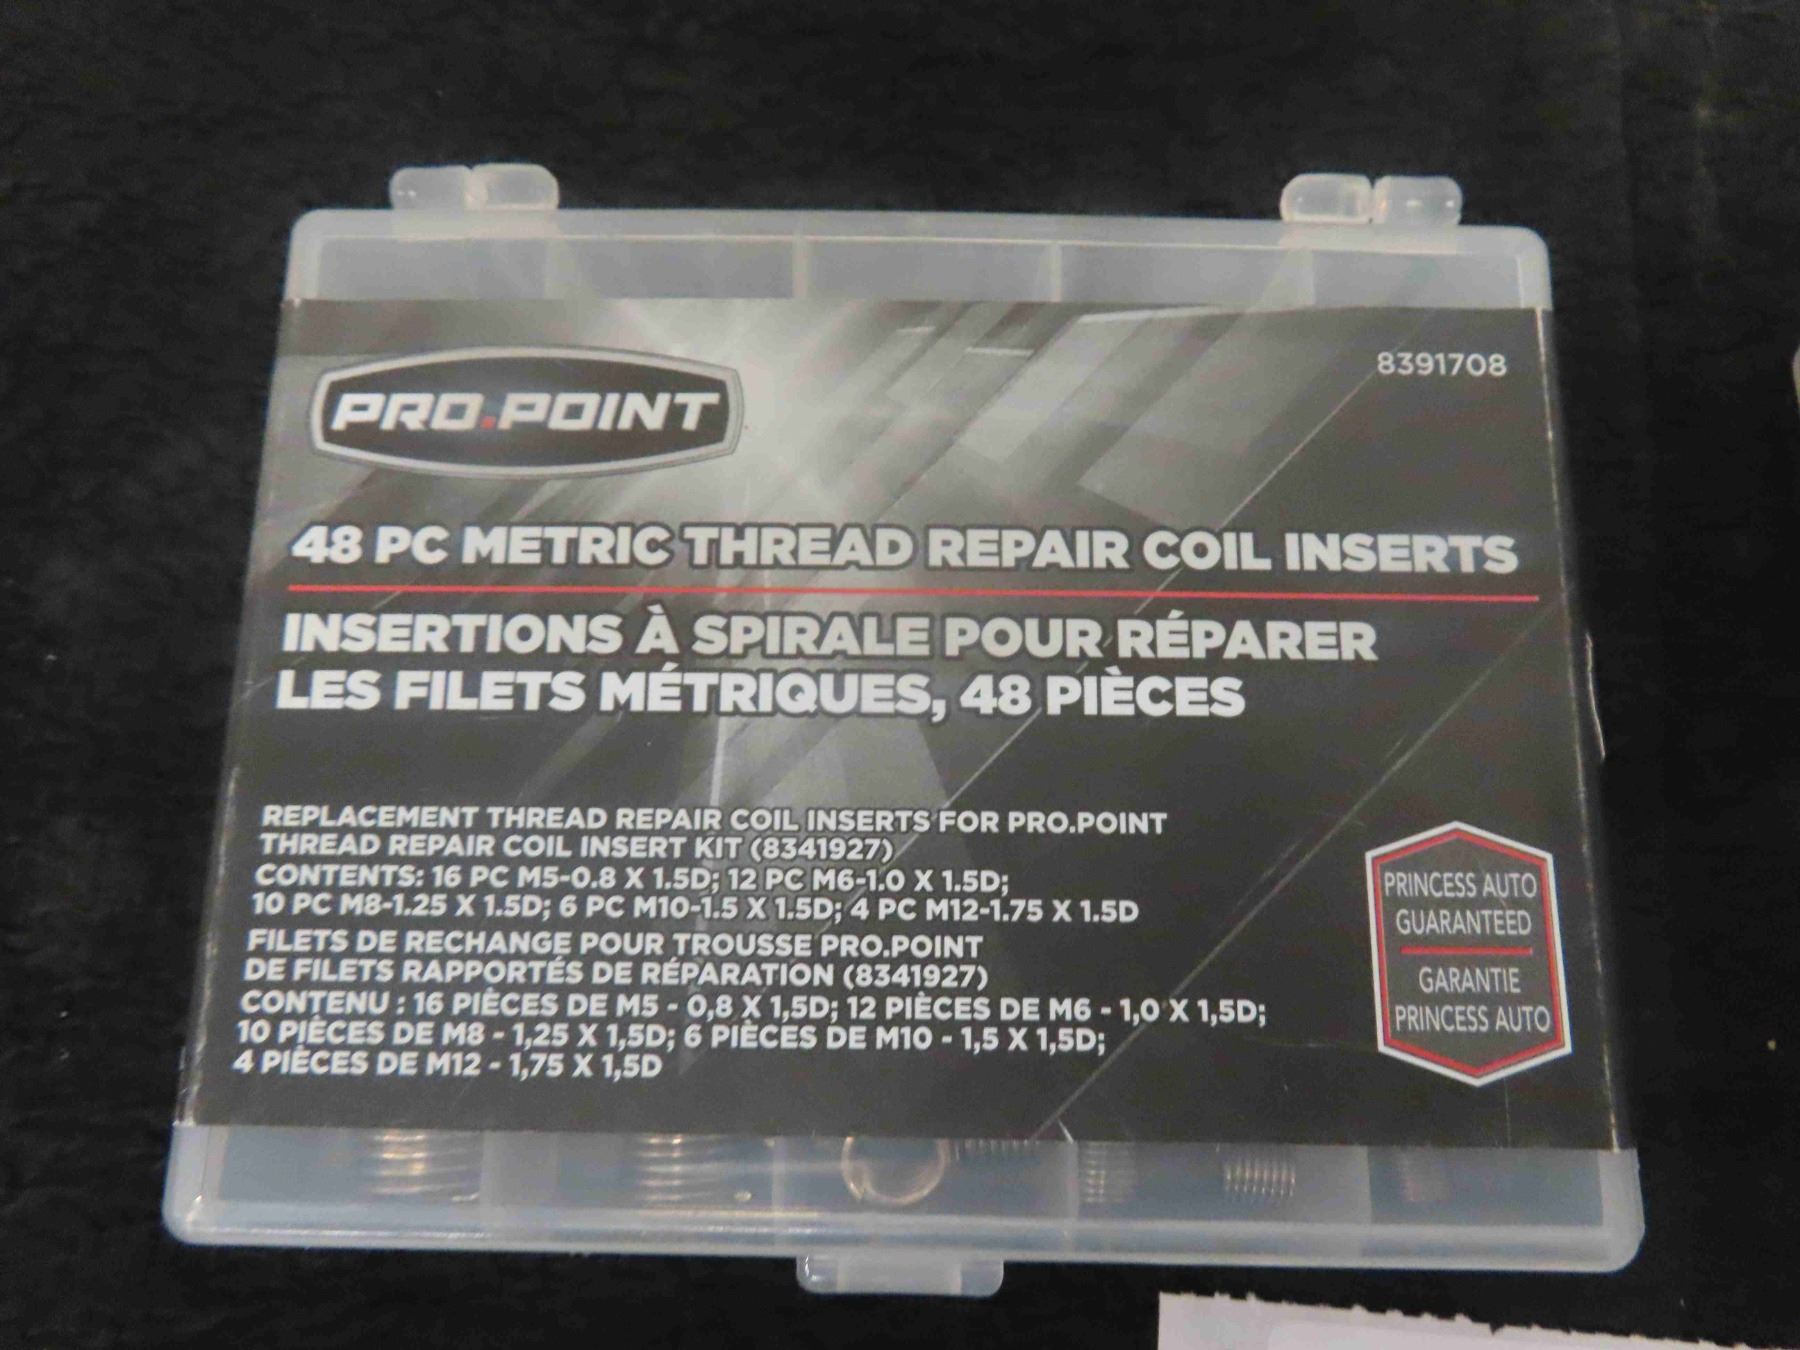 PRO.POINT
8391708
48 PC METRIC THREAD REPAIR COIL INSERTS
INSERTIONS À SPIRALE POUR RÉPARER
LES FILETS MÉTRIQUES, 48 PIÈCES
REPLACEMENT THREAD REPAIR COIL INSERTS FOR PRO.POINT
THREAD REPAIR COIL INSERT KIT (8341927)
CONTENTS: 16 PC M5-0.8 X 1.5D; 12 PC M6-1.0 X 1.5D;
10 PC M8-1.25 X 1.5D; 6 PC M10-1.5 X 1.5D; 4 PC M12-1.75 X 1.5D
FILETS DE RECHANGE POUR TROUSSE PRO.POINT
DE FILETS RAPPORTÉS DE RÉPARATION (8341927)
CONTENU : 16 PIÈCES DE M5 - 0,8 X 1,5D; 12 PIÈCES DE M6 - 1,0 X 1,5D;
10 PIÈCES DE M8 - 1,25 X 1,5D; 6 PIÈCES DE M10 - 1,5 X 1,5D;
4 PIÈCES DE M12 - 1,75 X 1,5D
PRINCESS AUTO
GUARANTEED
GARANTIE
PRINCESS AUTO